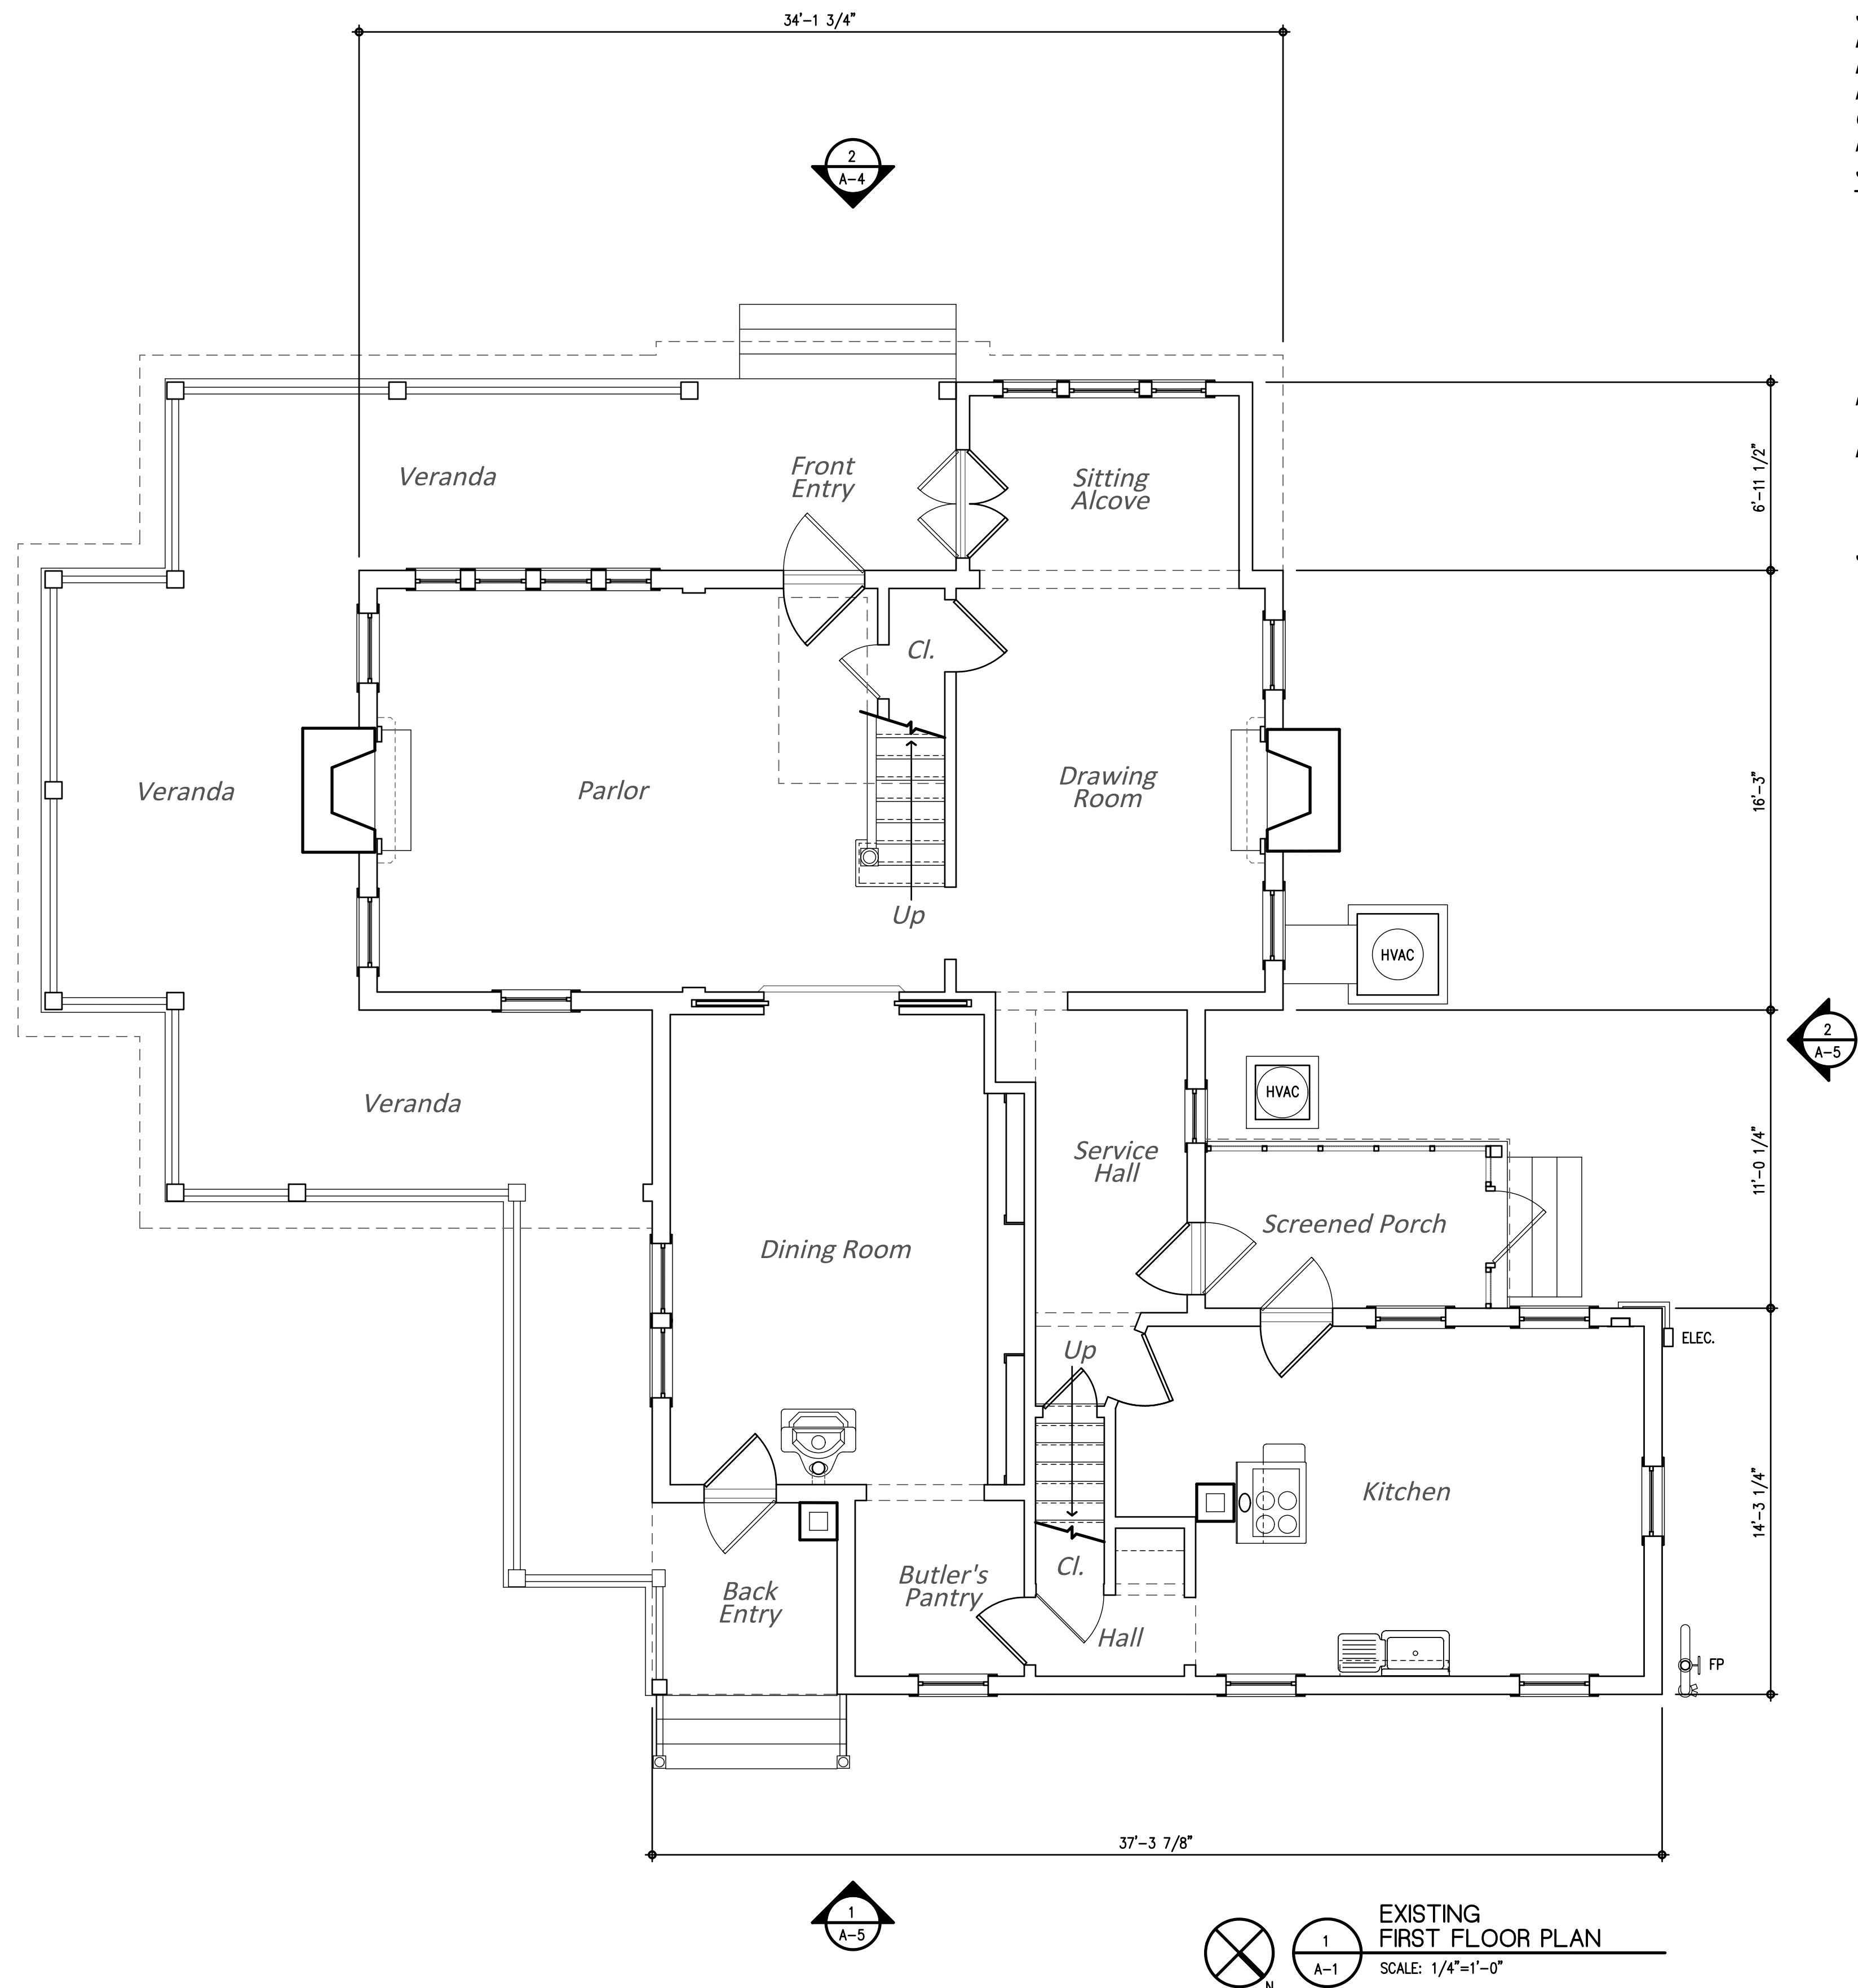 34'-1 3/4"
2
A-4
Veranda
Front
Entry
Sitting
Alcove
6'-11 1/2"
Cl.
Veranda
Parlor
Drawing
Room
16'-3"
Up
HVAC
2
A-5
HVAC
Veranda
Service
Hall
11'-0 1/4"
Screened Porch
Dining Room
Up
ELEC.
Kitchen
14'-3 1/4"
Cl.
Butler's
Pantry
Back
Entry
Hall
FP
37'-3 7/8"
1
A-5
N
1
A-1
EXISTING
FIRST FLOOR PLAN
SCALE: 1/4"=1'-0"